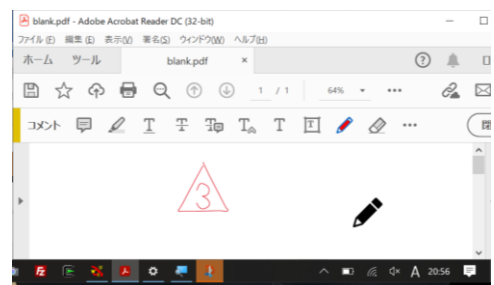 blank.pdf - Adobe Acrobat Reader DC (32-bit)
ファイル(F) 編集(E) 表示(V) 署名(S) ウインドウ(W) ヘルプ(H)
ホーム ツール blank.pdf ×
1 / 1 64%
コメント T T T T T T
3
A 20:56